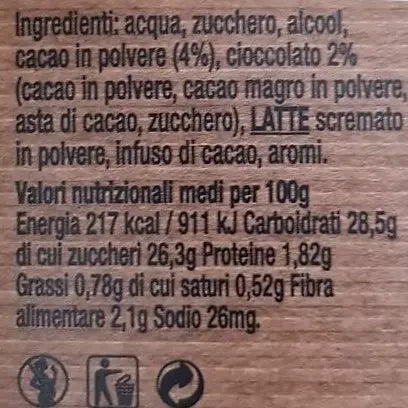 Ingredienti: acqua, zucchero, alcool,
cacao in polvere (4%), cioccolato 2%
(cacao in polvere, cacao magro in polvere,
asta di cacao, zucchero), LATTE scremato
in polvere, infuso di cacao, aromi.
Valori nutrizionali medi per 100g
Energia 217 kcal / 911 kJ Carboidrati 28,5g
di cui zuccheri 26,3g Proteine 1,82g
Grassi 0,78g di cui saturi 0,52g Fibra
alimentare 2,1g Sodio 26mg.